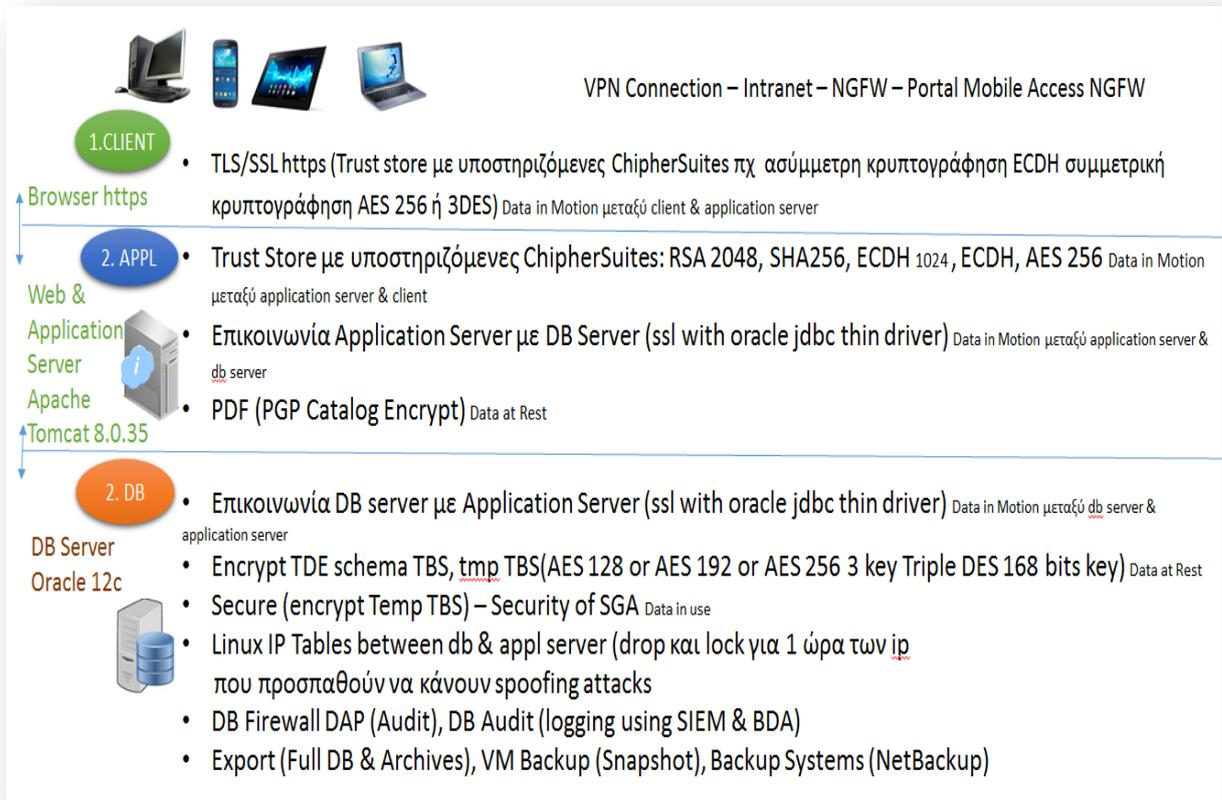 VPN Connection – Intranet – NGFW – Portal Mobile Access NGFW
1.CLIENT
Browser https
• TLS/SSL https (Trust store με υποστηριζόμενες ChipherSuites πχ ασύμμετρη κρυπτογράφηση ECDH συμμετρική
κρυπτογράφηση AES 256 ή 3DES) Data in Motion μεταξύ client & application server
2. APPL
Web &
Application
Server
Apache
Tomcat 8.0.35
• Trust Store με υποστηριζόμενες ChipherSuites: RSA 2048, SHA256, ECDH 1024, ECDH, AES 256 Data in Motion
μεταξύ application server & client
• Επικοινωνία Application Server με DB Server (ssl with oracle jdbc thin driver) Data in Motion μεταξύ application server &
db server
• PDF (PGP Catalog Encrypt) Data at Rest
2. DB
DB Server
Oracle 12c
• Επικοινωνία DB server με Application Server (ssl with oracle jdbc thin driver) Data in Motion μεταξύ db server &
application server
• Encrypt TDE schema TBS, tmp TBS(AES 128 or AES 192 or AES 256 3 key Triple DES 168 bits key) Data at Rest
• Secure (encrypt Temp TBS) – Security of SGA Data in use
• Linux IP Tables between db & appl server (drop και lock για 1 ώρα των ip
που προσπαθούν να κάνουν spoofing attacks
• DB Firewall DAP (Audit), DB Audit (logging using SIEM & BDA)
• Export (Full DB & Archives), VM Backup (Snapshot), Backup Systems (NetBackup)